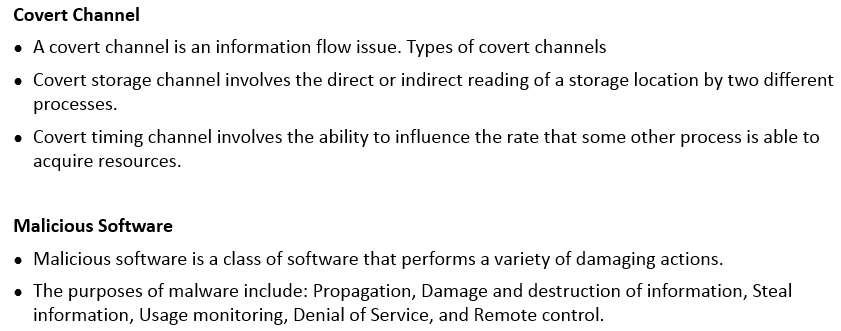 Covert Channel
● A covert channel is an information flow issue. Types of covert channels
● Covert storage channel involves the direct or indirect reading of a storage location by two different
processes.
● Covert timing channel involves the ability to influence the rate that some other process is able to
acquire resources.
Malicious Software
● Malicious software is a class of software that performs a variety of damaging actions.
● The purposes of malware include: Propagation, Damage and destruction of information, Steal
information, Usage monitoring, Denial of Service, and Remote control.